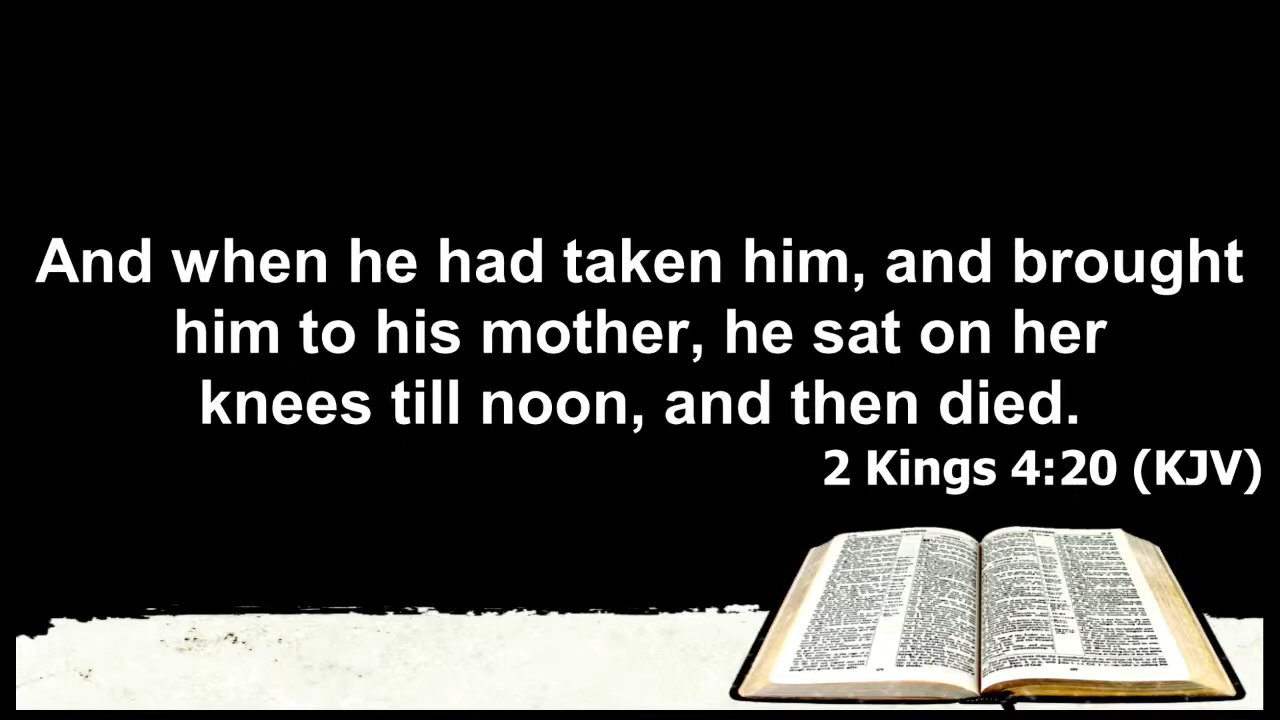 And when he had taken him, and brought
him to his mother, he sat on her
knees till noon, and then died.
2 Kings 4:20 (KJV)